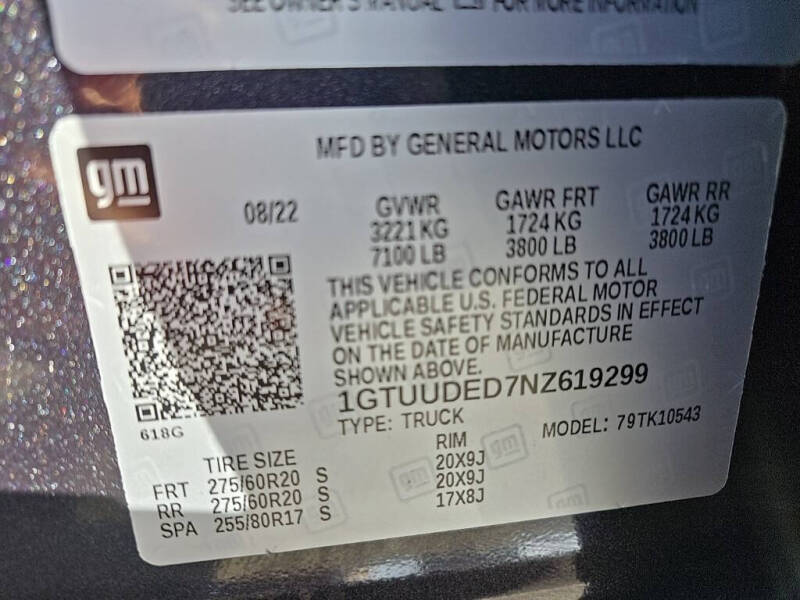 SEE OWNER'S MANUAL FOR MORE INFORMATION
gm
MFD BY GENERAL MOTORS LLC
08/22
GVWR GAWR FRT GAWR RR
3221 KG 1724 KG 1724 KG
7100 LB 3800 LB 3800 LB
THIS VEHICLE CONFORMS TO ALL
APPLICABLE U.S. FEDERAL MOTOR
VEHICLE SAFETY STANDARDS IN EFFECT
ON THE DATE OF MANUFACTURE
SHOWN ABOVE.
1GTUUDED7NZ619299
TYPE: TRUCK MODEL: 79TK10543
618G
TIRE SIZE RIM
FRT 275/60R20 S 20X9J
RR 275/60R20 S 20X9J
SPA 255/80R17 S 17X8J